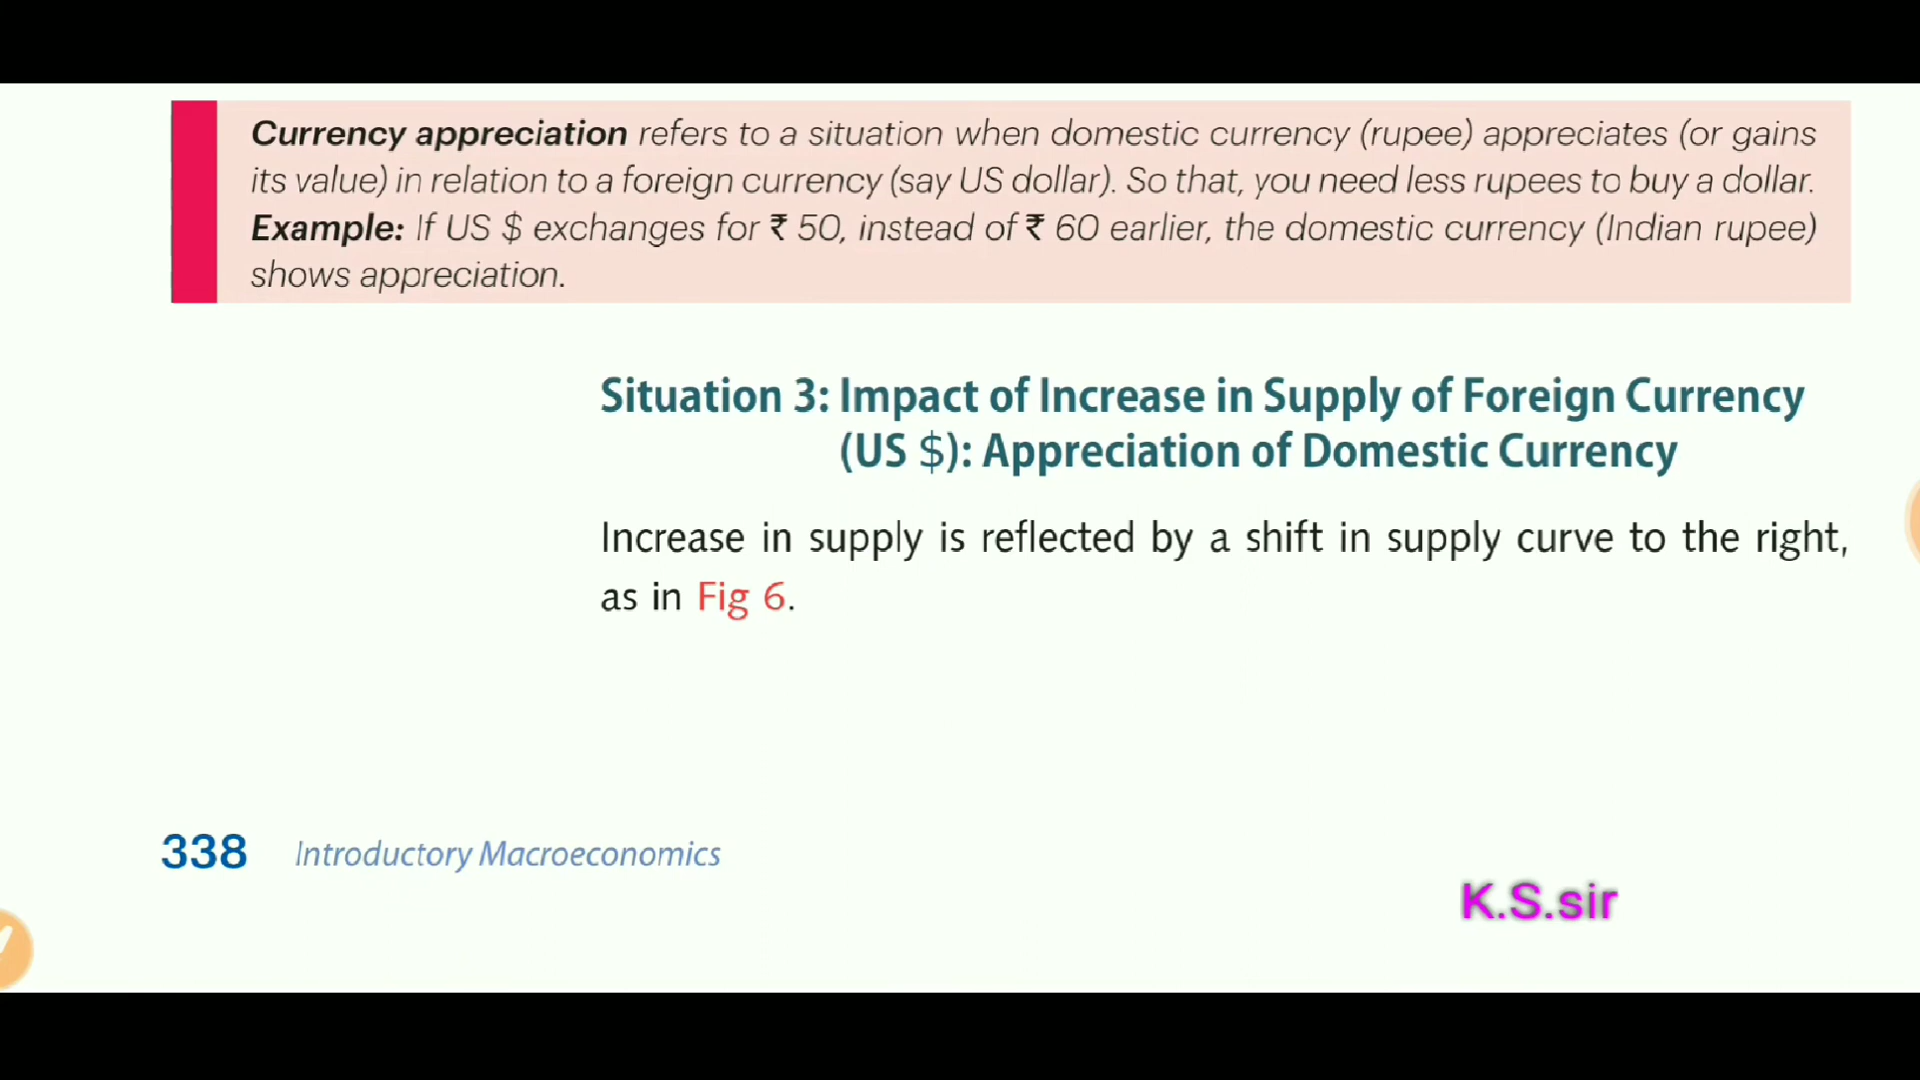 Currency appreciation refers to a situation when domestic currency (rupee) appreciates (or gains
its value) in relation to a foreign currency (say US dollar). So that, you need less rupees to buy a dollar.
Example: If US $ exchanges for ₹ 50, instead of ₹ 60 earlier, the domestic currency (Indian rupee)
shows appreciation.
Situation 3: Impact of Increase in Supply of Foreign Currency
(US $): Appreciation of Domestic Currency
Increase in supply is reflected by a shift in supply curve to the right,
as in Fig 6.
338 Introductory Macroeconomics
K.S.sir